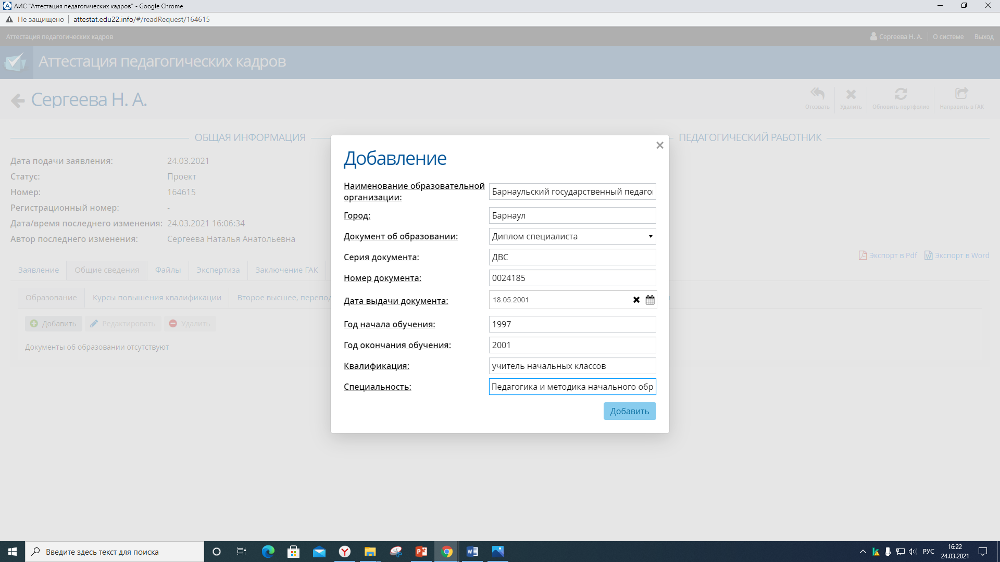 АИС "Аттестация педагогических кадров" - Google Chrome
Не защищено
attestat.edu22.info/#/readRequest/164615
Аттестация педагогических кадров
Сергеева Н. А.
О системе
Выход
Аттестация педагогических кадров
Сергеева Н. А.
Отозвать
Удалить
Обновить портфолио
Направить в ГАК
ОБЩАЯ ИНФОРМАЦИЯ
ПЕДАГОГИЧЕСКИЙ РАБОТНИК
Дата подачи заявления: 24.03.2021
Статус: Проект
Номер: 164615
Регистрационный номер: -
Дата/время последнего изменения: 24.03.2021 16:06:34
Автор последнего изменения: Сергеева Наталья Анатольевна
Экспорт в Pdf
Экспорт в Word
Заявление
Общие сведения
Файлы
Экспертиза
Заключение ГАК
Образование
Курсы повышения квалификации
Второе высшее, перепод
Добавить
Редактировать
Удалить
Документы об образовании отсутствуют
Добавление
Наименование образовательной
организации:
Барнаульский государственный педаго
Город: Барнаул
Документ об образовании: Диплом специалиста
Серия документа: ДВС
Номер документа: 0024185
Дата выдачи документа: 18.05.2001
Год начала обучения: 1997
Год окончания обучения: 2001
Квалификация: учитель начальных классов
Специальность: Педагогика и методика начального обр
Добавить
Введите здесь текст для поиска
РУС
16:22
24.03.2021